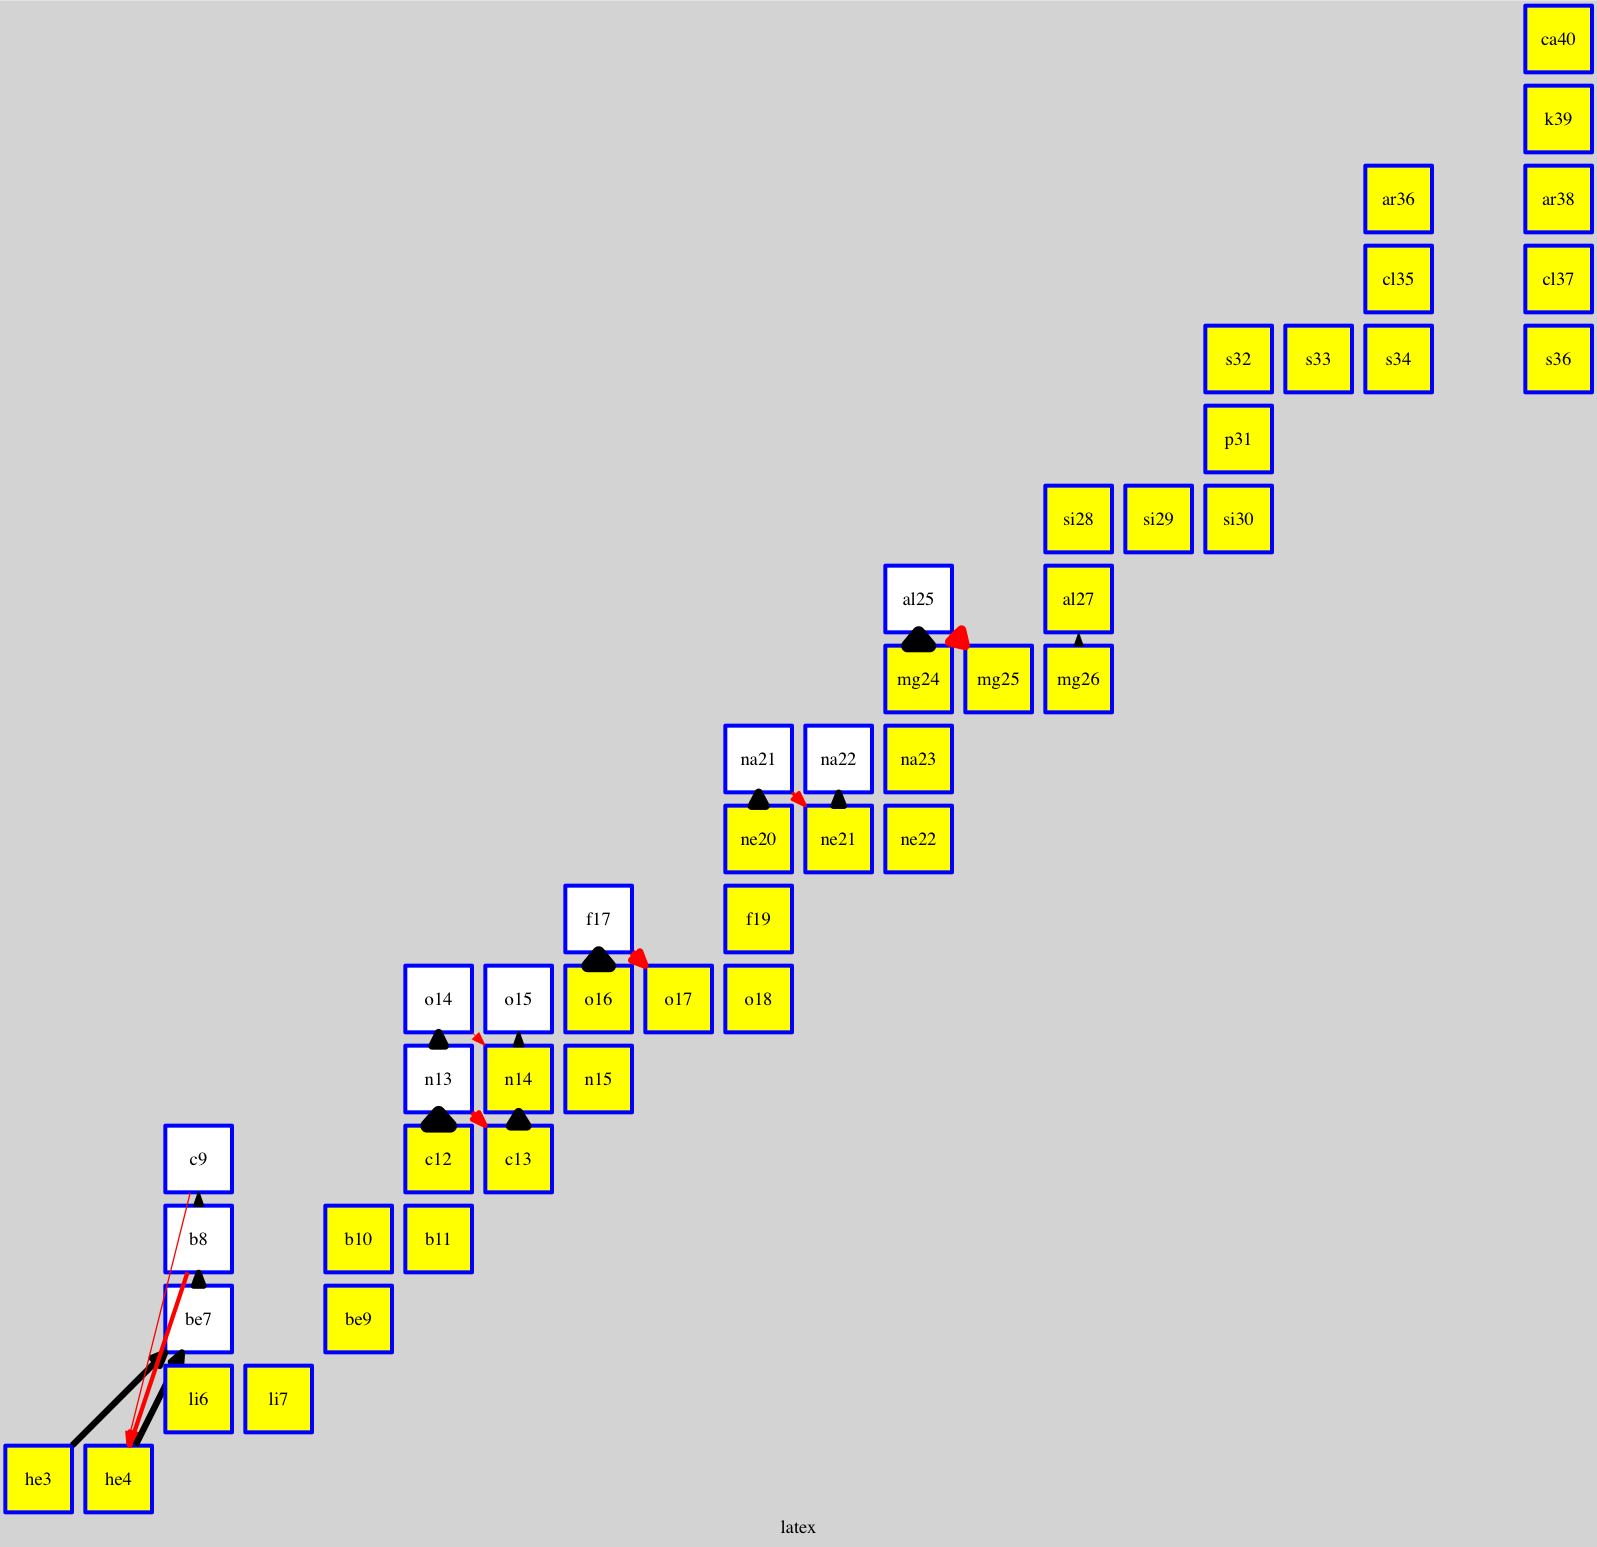 ca40
k39
ar36 ar38
cl35 cl37
s32 s33 s34 s36
p31
si28 si29 si30
al25 al27
mg24 mg25 mg26
na21 na22 na23
ne20 ne21 ne22
f17 f19
o14 o15 o16 o17 o18
n13 n14 n15
c9 c12 c13
b8 b10 b11
be7 be9
li6 li7
he3 he4
latex